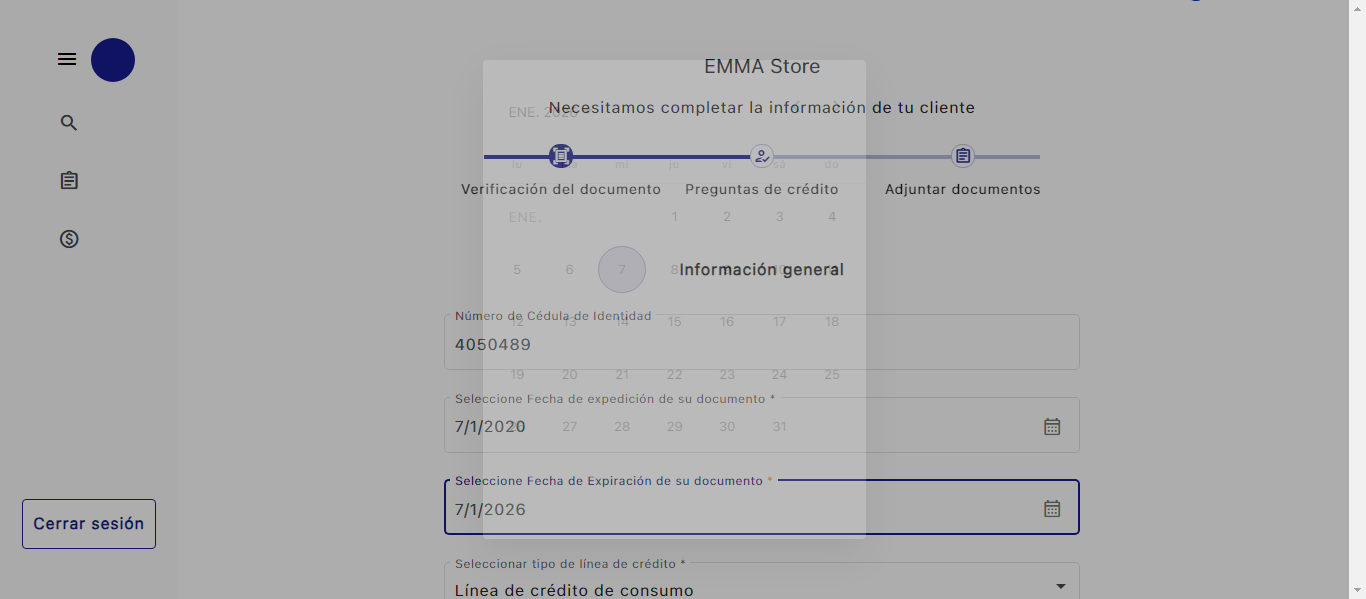 EMMA Store
Necesitamos completar la información de tu cliente
ENE. 2026
lu mi ju vi sá do
Verificación del documento Preguntas de crédito Adjuntar documentos
ENE. 1 2 3 4
5 6 7 8 9 10 11
Información general
Número de Cédula de Identidad
12 13 14 15 16 17 18
4050489
19 20 21 22 23 24 25
Seleccione Fecha de expedición de su documento *
7/1/2020
27 28 29 30 31
Seleccione Fecha de Expiración de su documento *
7/1/2026
Cerrar sesión
Seleccionar tipo de línea de crédito *
Línea de crédito de consumo